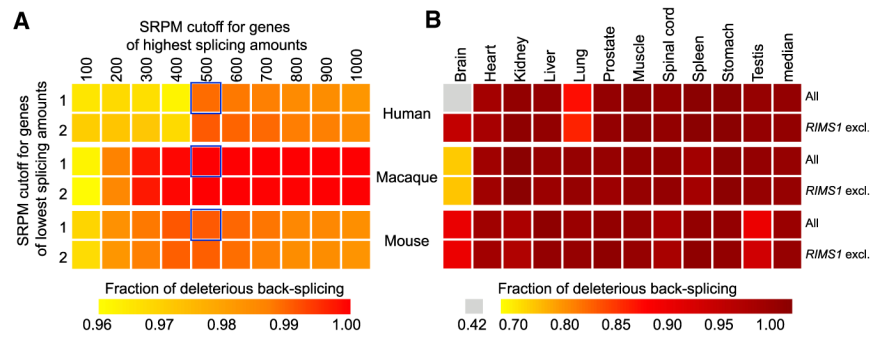 A
SRPM cutoff for genes
of highest splicing amounts
100 200 300 400 500 600 700 800 900 1000
SRPM cutoff for genes
of lowest splicing amounts
1
2
1
2
1
2
Human
Macaque
Mouse
Fraction of deleterious back-splicing
0.96 0.97 0.98 0.99 1.00
B
Brain Heart Kidney Liver Lung Prostate Muscle Spinal cord Spleen Stomach Testis median
All
RIMS1 excl.
All
RIMS1 excl.
All
RIMS1 excl.
Fraction of deleterious back-splicing
0.42 0.70 0.80 0.85 0.90 0.95 1.00